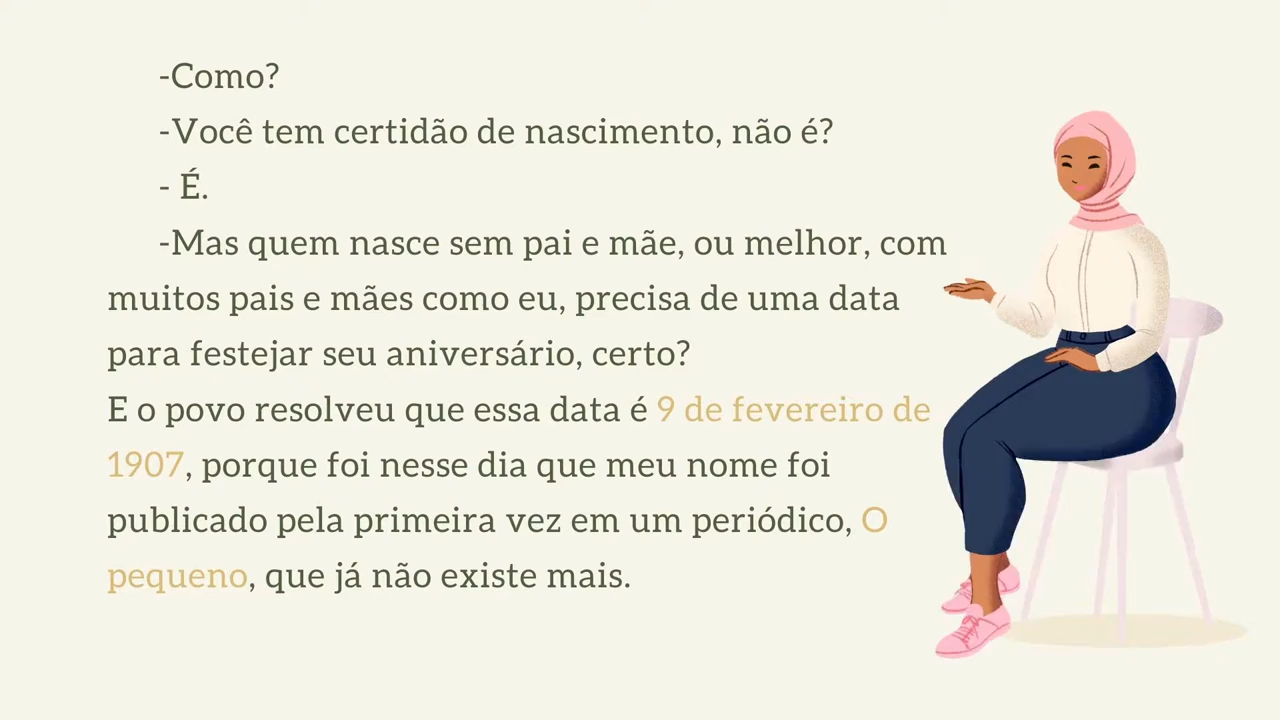 -Como?
-Você tem certidão de nascimento, não é?
- É.
-Mas quem nasce sem pai e mãe, ou melhor, com
muitos pais e mães como eu, precisa de uma data
para festejar seu aniversário, certo?
E o povo resolveu que essa data é 9 de fevereiro de
1907, porque foi nesse dia que meu nome foi
publicado pela primeira vez em um periódico, O
pequeno, que já não existe mais.